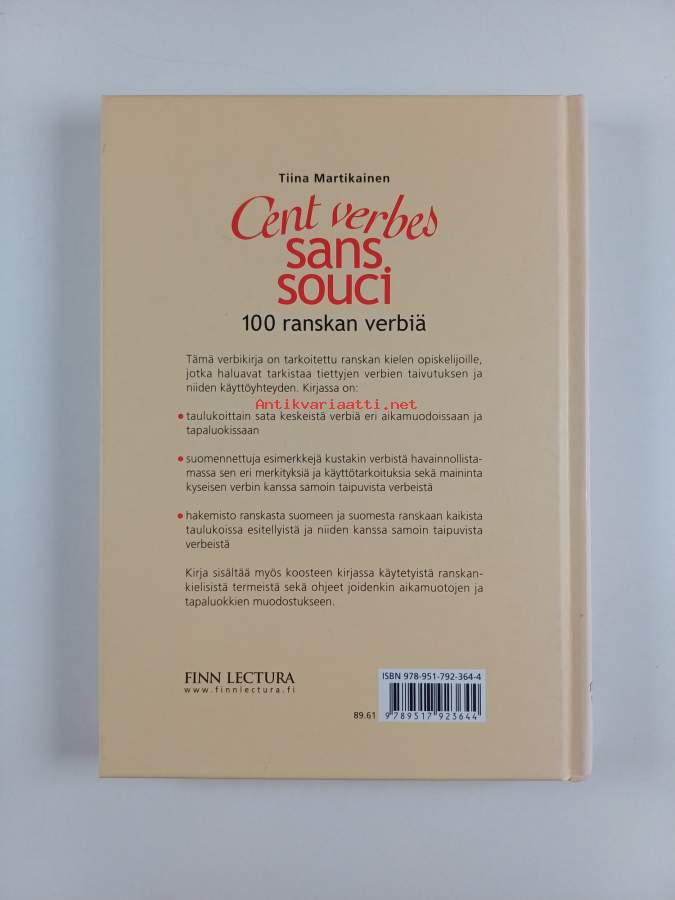 Tiina Martikainen
Cent verbes
sans
souci
100 ranskan verbiä
Tämä verbikirja on tarkoitettu ranskan kielen opiskelijoille,
jotka haluavat tarkistaa tiettyjen verbien taivutuksen ja
niiden käyttöyhteyden. Kirjassa on:
Antikvariaatti.net
• taulukoittain sata keskeistä verbiä eri aikamuodoissaan ja
tapaluokissaan
• suomennettuja esimerkkejä kustakin verbistä havainnollista-
massa sen eri merkityksiä ja käyttötarkoituksia sekä maininta
kyseisen verbin kanssa samoin taipuvista verbeistä
• hakemisto ranskasta suomeen ja suomesta ranskaan kaikista
taulukoissa esitellyistä ja niiden kanssa samoin taipuvista
verbeistä
Kirja sisältää myös koosteen kirjassa käytetyistä ranskan-
kielisistä termeistä sekä ohjeet joidenkin aikamuotojen ja
tapaluokkien muodostukseen.
FINN LECTURA
www.finnlectura.fi
ISBN 978-951-792-364-4
89.61
9 789517 923644